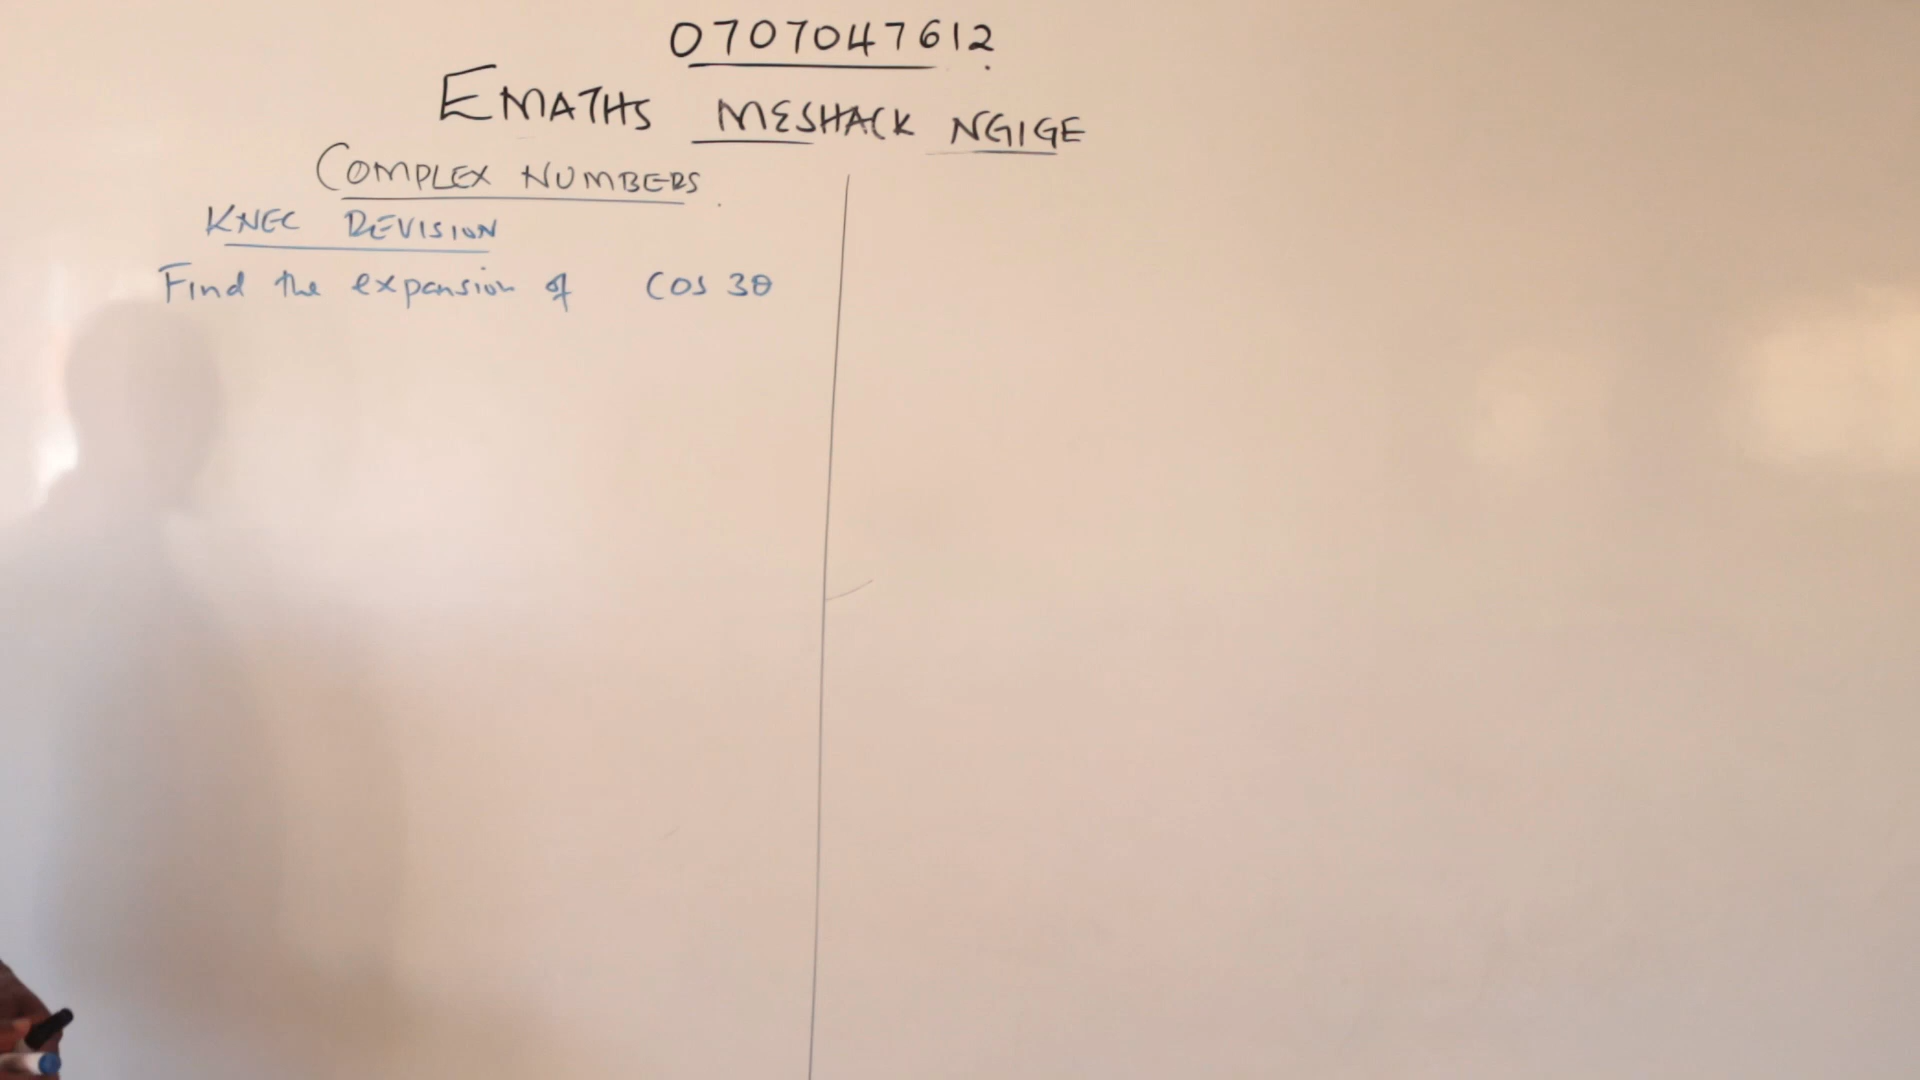 0707047612
EMATHS MESHACK NGIGE
COMPLEX NUMBERS
KNEC REVISION
Find the expansion of Cos 3θ